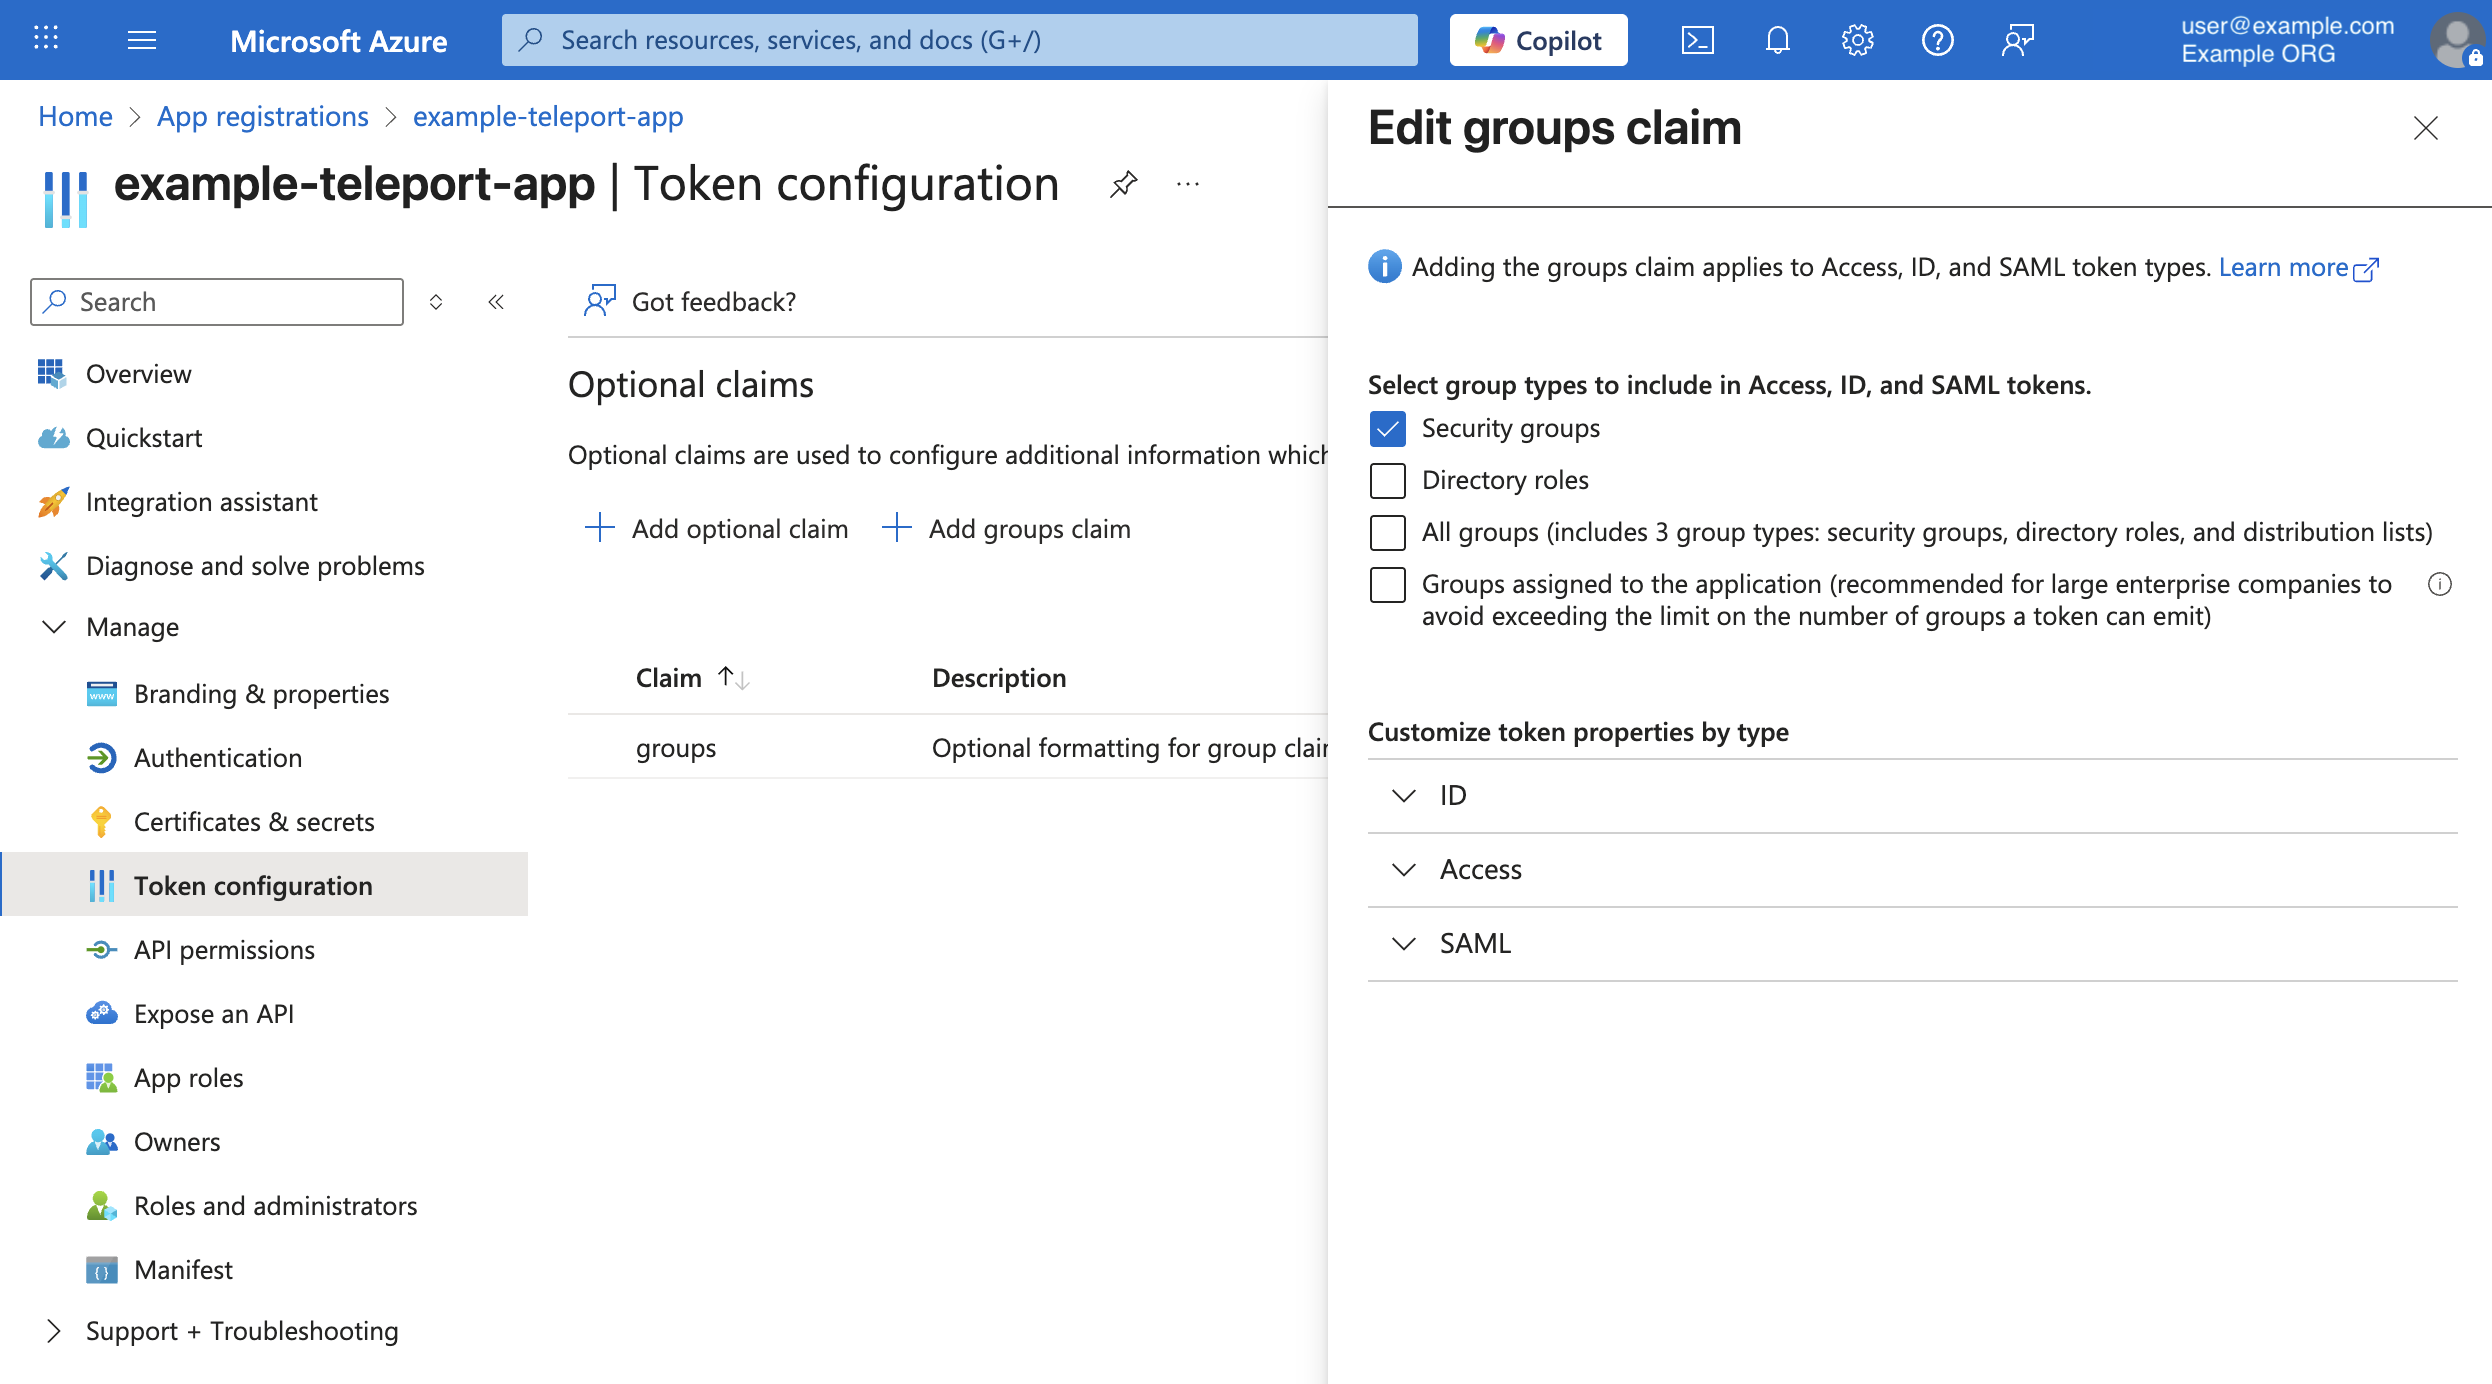 Microsoft Azure
Search resources, services, and docs (G+/)
Copilot
user@example.com
Example ORG
Home > App registrations > example-teleport-app
example-teleport-app | Token configuration
Search
Overview
Quickstart
Integration assistant
Diagnose and solve problems
Manage
Branding & properties
Authentication
Certificates & secrets
Token configuration
API permissions
Expose an API
App roles
Owners
Roles and administrators
Manifest
Support + Troubleshooting
Got feedback?
Optional claims
Optional claims are used to configure additional information which
Add optional claim
Add groups claim
Claim
Description
groups
Optional formatting for group clai
Edit groups claim
Adding the groups claim applies to Access, ID, and SAML token types. Learn more
Select group types to include in Access, ID, and SAML tokens.
Security groups
Directory roles
All groups (includes 3 group types: security groups, directory roles, and distribution lists)
Groups assigned to the application (recommended for large enterprise companies to
avoid exceeding the limit on the number of groups a token can emit)
Customize token properties by type
ID
Access
SAML